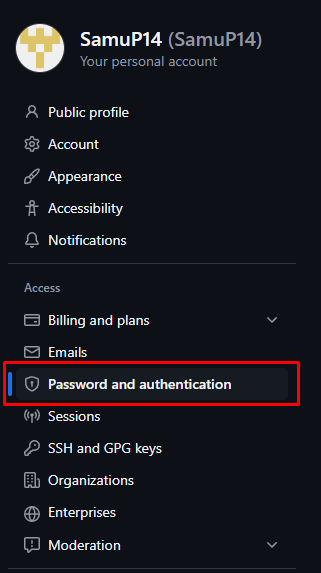 SamuP14 (SamuP14)
Your personal account
Public profile
Account
Appearance
Accessibility
Notifications
Access
Billing and plans
Emails
Password and authentication
Sessions
SSH and GPG keys
Organizations
Enterprises
Moderation